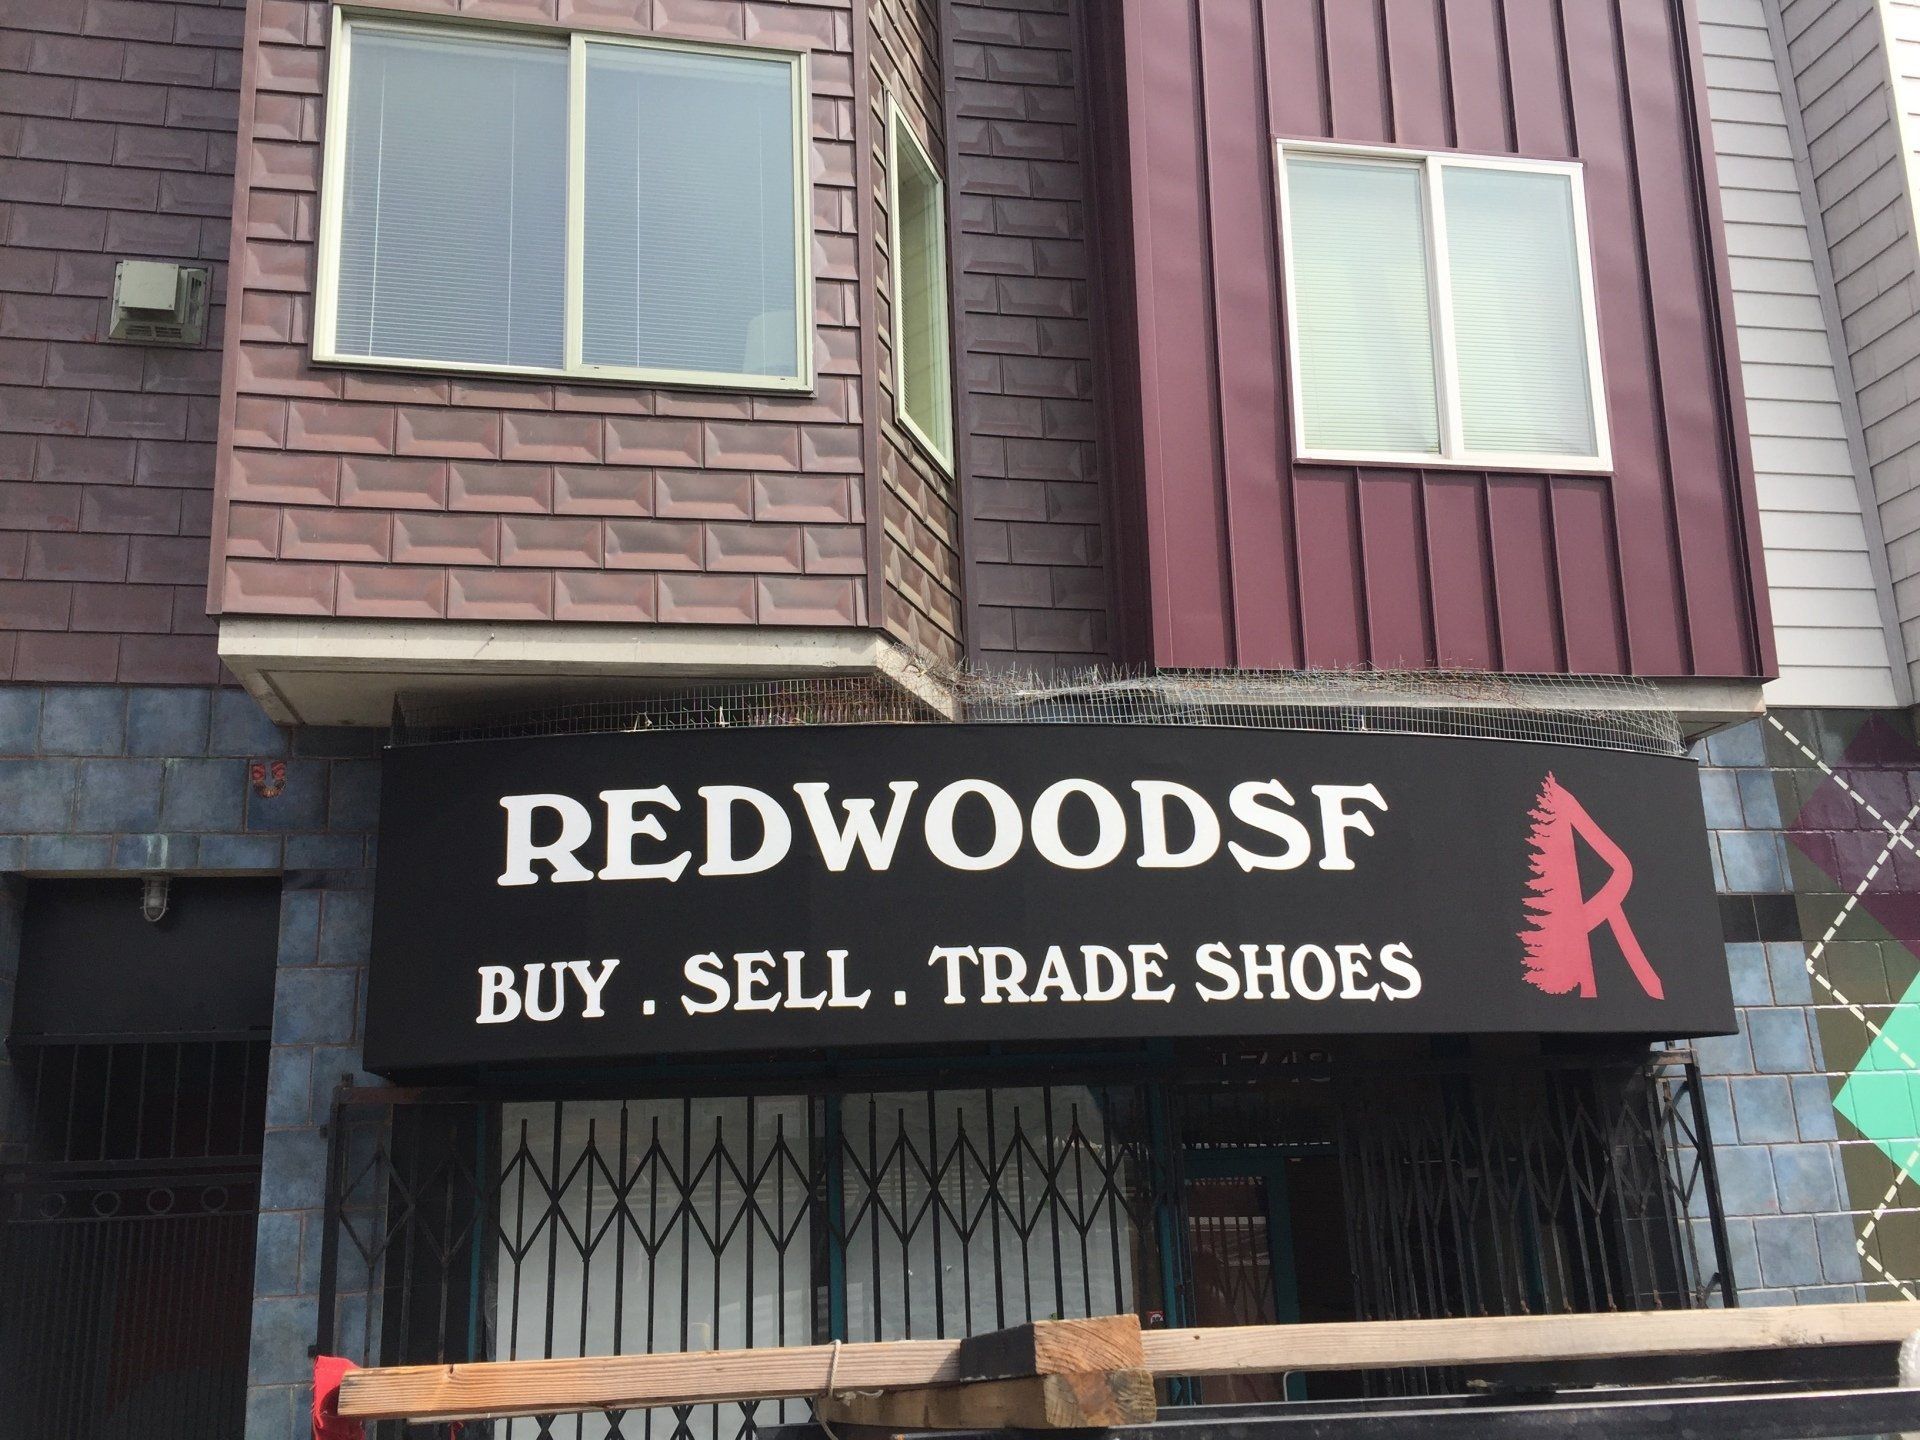 REDWOODSF
BUY . SELL . TRADE SHOES
R